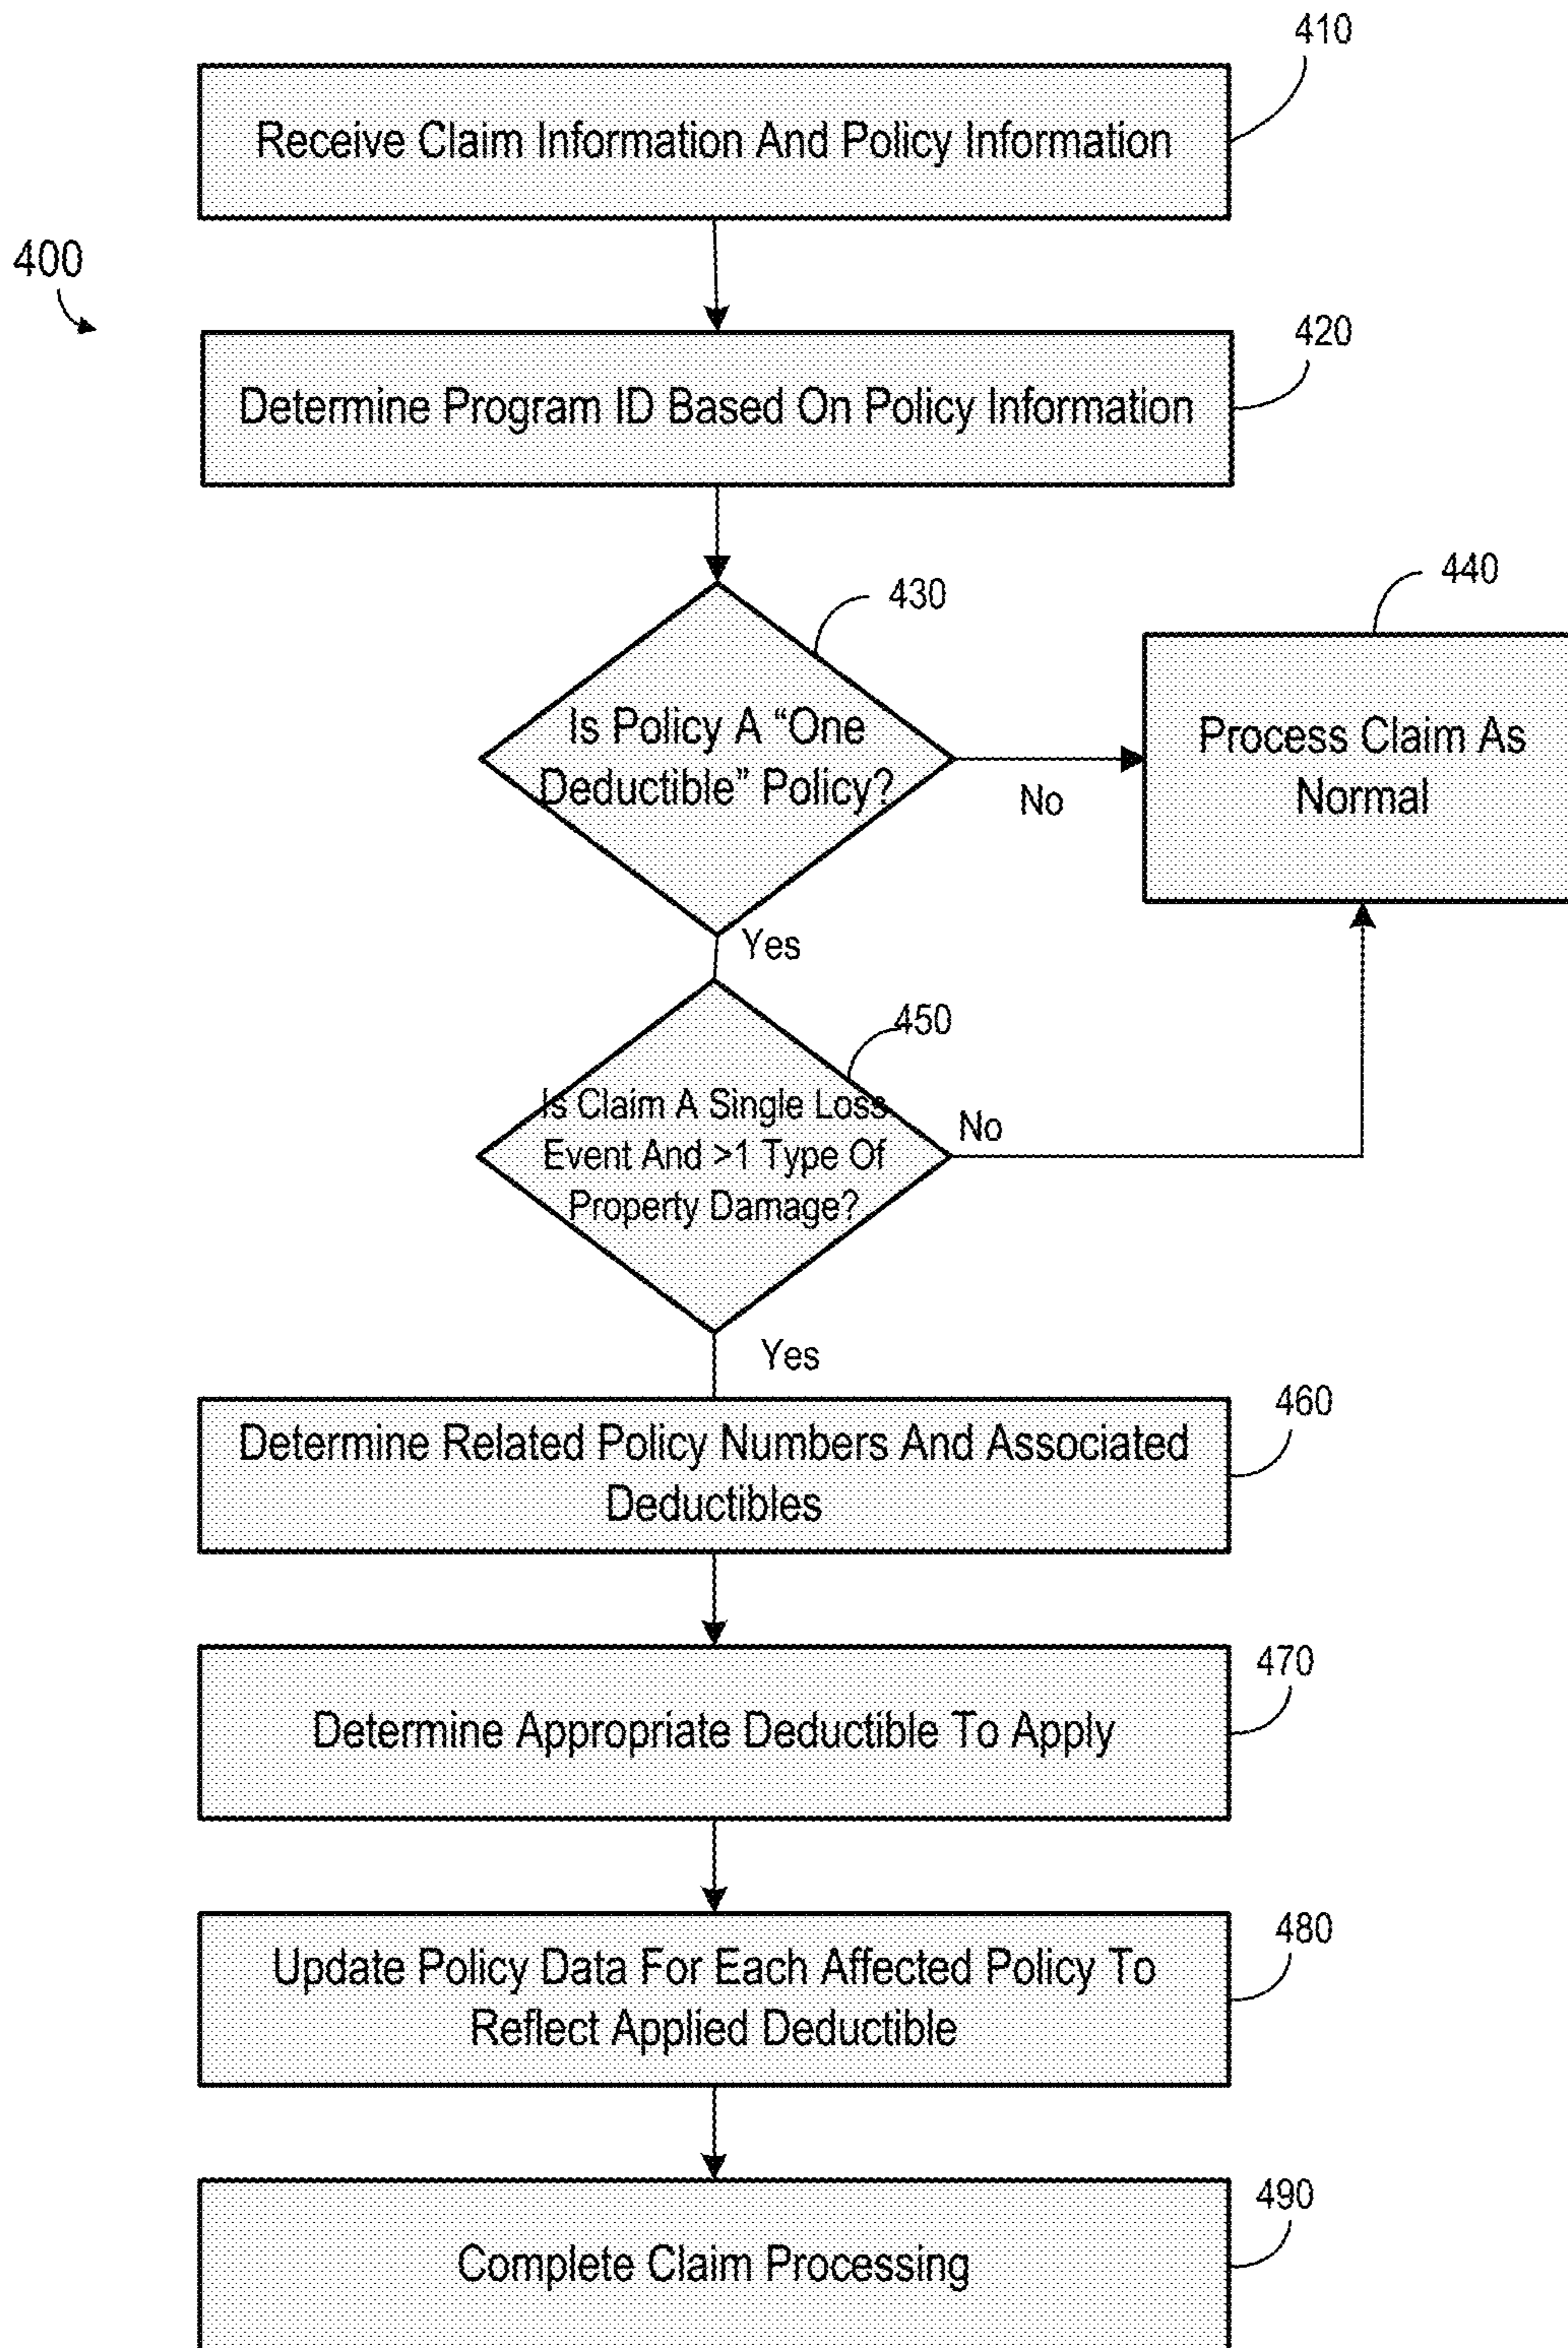 410
Receive Claim Information And Policy Information
400
420
Determine Program ID Based On Policy Information
430
440
Is Policy A “One
Deductible” Policy?
Process Claim As
Normal
No
Yes
450
Is Claim A Single Loss
Event And >1 Type Of
Property Damage?
No
Yes
460
Determine Related Policy Numbers And Associated
Deductibles
470
Determine Appropriate Deductible To Apply
480
Update Policy Data For Each Affected Policy To
Reflect Applied Deductible
490
Complete Claim Processing